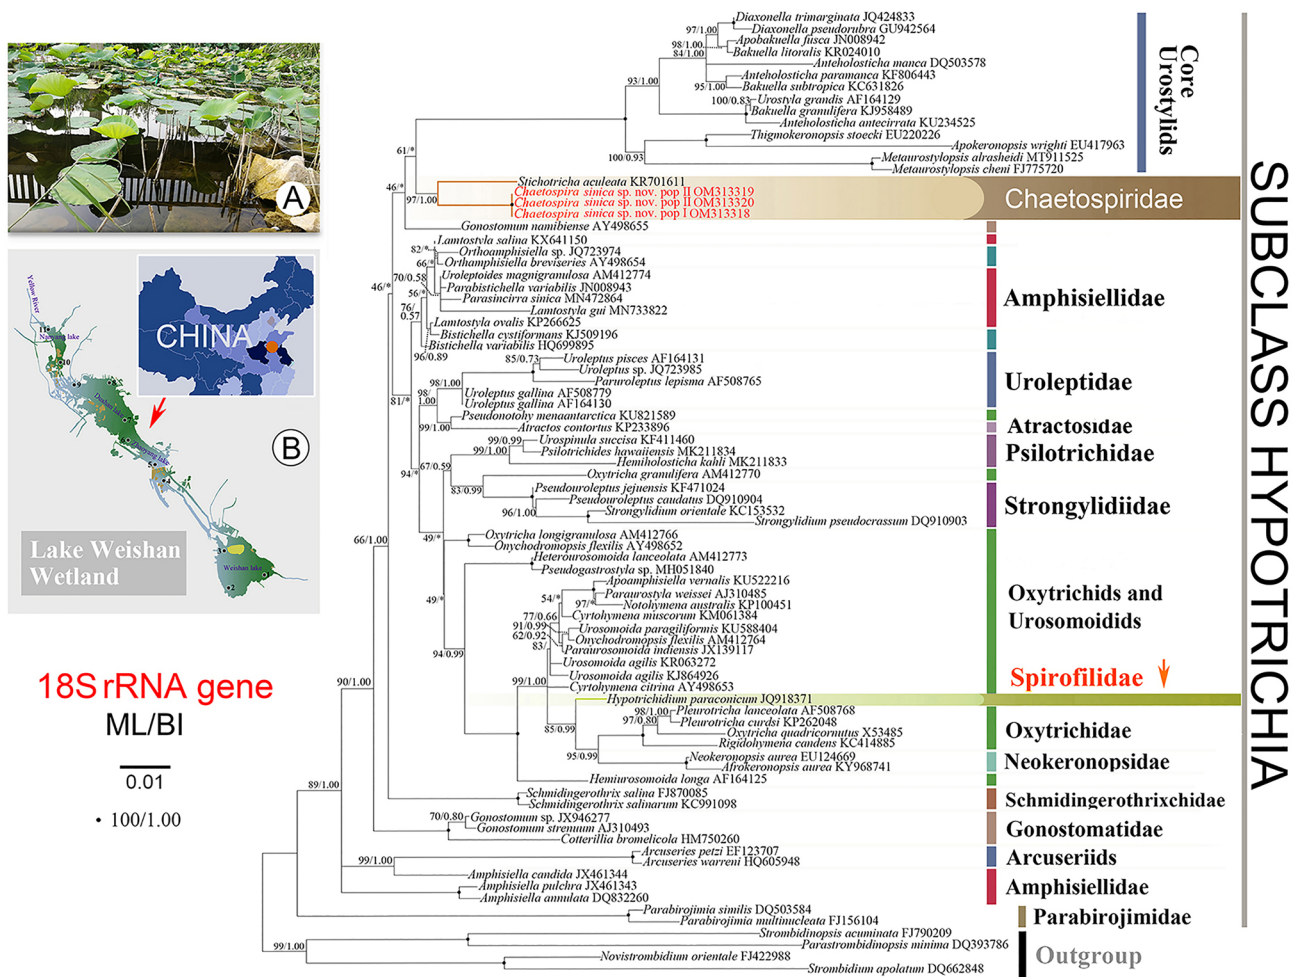 A
Yellow River
Nanyang lake
Dushan lake
Zhaoyang lake
Weishan lake
11
10
9
8
7
6
5
4
3
2
1
CHINA
B
Lake Weishan
Wetland
18S rRNA gene
ML/BI
0.01
• 100/1.00
Diaxonella trimarginata JQ424833
Diaxonella pseudorubra GU942564
97/1.00
Apobakuella fusca JN008942
98/1.00
Bakuella litoralis KR024010
84/1.00
Anteholosticha manca DQ503578
Anteholosticha paramanca KF806443
93/1.00
Bakuella subtropica KC631826
95/1.00
Urostyla grandis AF164129
100/0.83
Bakuella granulifera KJ958489
Anteholosticha antecirrata KU234525
Thigmokeronopsis stoecki EU220226
Apokeronopsis wrighti EU417963
61/*
100/0.93
Metaurostylopsis alrasheidi MT911525
Metaurostylopsis cheni FJ775720
Stichotricha aculeata KR701611
46/*
Chaetospira sinica sp. nov. pop II OM313319
97/1.00
Chaetospira sinica sp. nov. pop II OM313320
Chaetospira sinica sp. nov. pop I OM313318
Gonostomum namibiense AY498655
Lamtostyla salina KX641150
82/*
Orthoamphisiella sp. JQ723974
66/*
Orthamphisiella breviseries AY498654
70/0.58
Uroleptoides magnigranulosa AM412774
46/*
Parabistichella variabilis JN008943
56/*
Parasincirra sinica MN472864
76/
0.57
Lamtostyla gui MN733822
Lamtostyla ovalis KP266625
Bistichella cystiformans KJ509196
Bistichella variabilis HQ699895
96/0.89
85/0.73
Uroleptus pisces AF164131
Uroleptus sp. JQ723985
98/1.00
Paruroleptus lepisma AF508765
Uroleptus gallina AF508779
98/
1.00
81/*
Uroleptus gallina AF164130
Pseudonotohy menaantarctica KU821589
99/1.00
Atractos contortus KP233896
99/0.99
Urospinula succisa KF411460
99/1.00
Psilotrichides hawaiiensis MK211834
67/0.59
Hemiholosticha kahli MK211833
94/*
Oxytricha granulifera AM412770
83/0.99
Pseudouroleptus jejuensis KF471024
Pseudouroleptus caudatus DQ910904
96/1.00
Strongylidium orientale KC153532
Strongylidium pseudocrassum DQ910903
49/*
Oxytricha longigranulosa AM412766
66/1.00
Onychodromopsis flexilis AY498652
Heterourosomoida lanceolata AM412773
Pseudogastrostyla sp. MH051840
Apoamphisiella vernalis KU522216
49/*
54/*
Paraurostyla weissei AJ310485
97/*
Notohymena australis KP100451
77/0.66
Cyrtohymena muscorum KM061384
91/0.99
Urosomoida paragiliformis KU588404
62/0.92
Onychodromopsis flexilis AM412764
83/
Paraurosomoida indiensis JX139117
94/0.99
Urosomoida agilis KR063272
Urosomoida agilis KJ864926
99/1.00
Cyrtohymena citrina AY498653
90/1.00
Hypotrichidium paraconicum JQ918371
98/1.00
Pleurotricha lanceolata AF508768
97/0.80
Pleurotricha curdsi KP262048
85/0.99
Oxytricha quadricornutus X53485
Rigidohymena candens KC414885
95/0.99
Neokeronopsis aurea EU124669
Afrokeronopsis aurea KY968741
Hemiurosomoida longa AF164125
89/1.00
Schmidingerothrix salina FJ870085
Schmidingerothrix salinarum KC991098
70/0.80
Gonostomum sp. JX946277
Gonostomum strenuum AJ310493
Cotterillia bromelicola HM750260
Arcuseries petzi EF123707
99/1.00
Arcuseries warreni HQ605948
Amphisiella candida JX461344
Amphisiella pulchra JX461343
Amphisiella annulata DQ832260
Parabirojimia similis DQ503584
Parabirojimia multinucleata FJ156104
Strombidinopsis acuminata FJ790209
99/1.00
Parastrombidinopsis minima DQ393786
Novistrombidium orientale FJ422988
Strombidium apolatum DQ662848
Core
Urostylids
Chaetospiridae
Amphisiellidae
Uroleptidae
Atractosidae
Psilotrichidae
Strongylidiidae
Oxytrichids and
Urosomoidids
Spirofilidae
Oxytrichidae
Neokeronopsidae
Schmidingerothrixchidae
Gonostomatidae
Arcuseriids
Amphisiellidae
Parabirojimidae
Outgroup
SUBCLASS HYPOTRICHIA